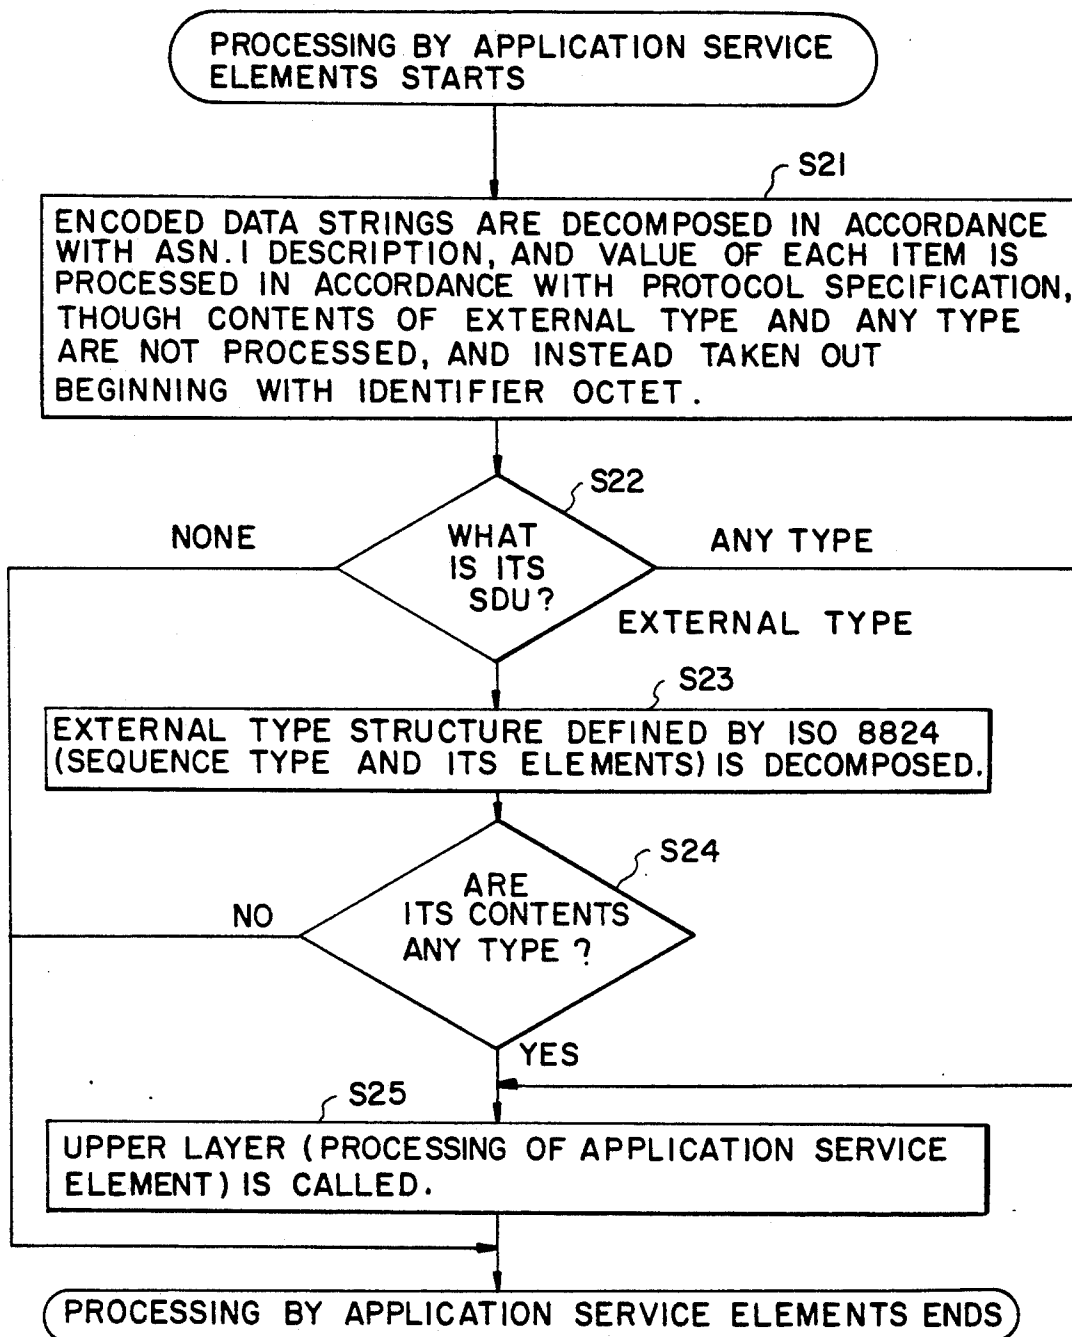 PROCESSING BY APPLICATION SERVICE
ELEMENTS STARTS
S21
ENCODED DATA STRINGS ARE DECOMPOSED IN ACCORDANCE
WITH ASN.1 DESCRIPTION, AND VALUE OF EACH ITEM IS
PROCESSED IN ACCORDANCE WITH PROTOCOL SPECIFICATION,
THOUGH CONTENTS OF EXTERNAL TYPE AND ANY TYPE
ARE NOT PROCESSED, AND INSTEAD TAKEN OUT
BEGINNING WITH IDENTIFIER OCTET.
S22
NONE
WHAT
IS ITS
SDU?
ANY TYPE
EXTERNAL TYPE
S23
EXTERNAL TYPE STRUCTURE DEFINED BY ISO 8824
(SEQUENCE TYPE AND ITS ELEMENTS) IS DECOMPOSED.
S24
ARE
ITS CONTENTS
ANY TYPE ?
NO
YES
S25
UPPER LAYER (PROCESSING OF APPLICATION SERVICE
ELEMENT) IS CALLED.
PROCESSING BY APPLICATION SERVICE ELEMENTS ENDS